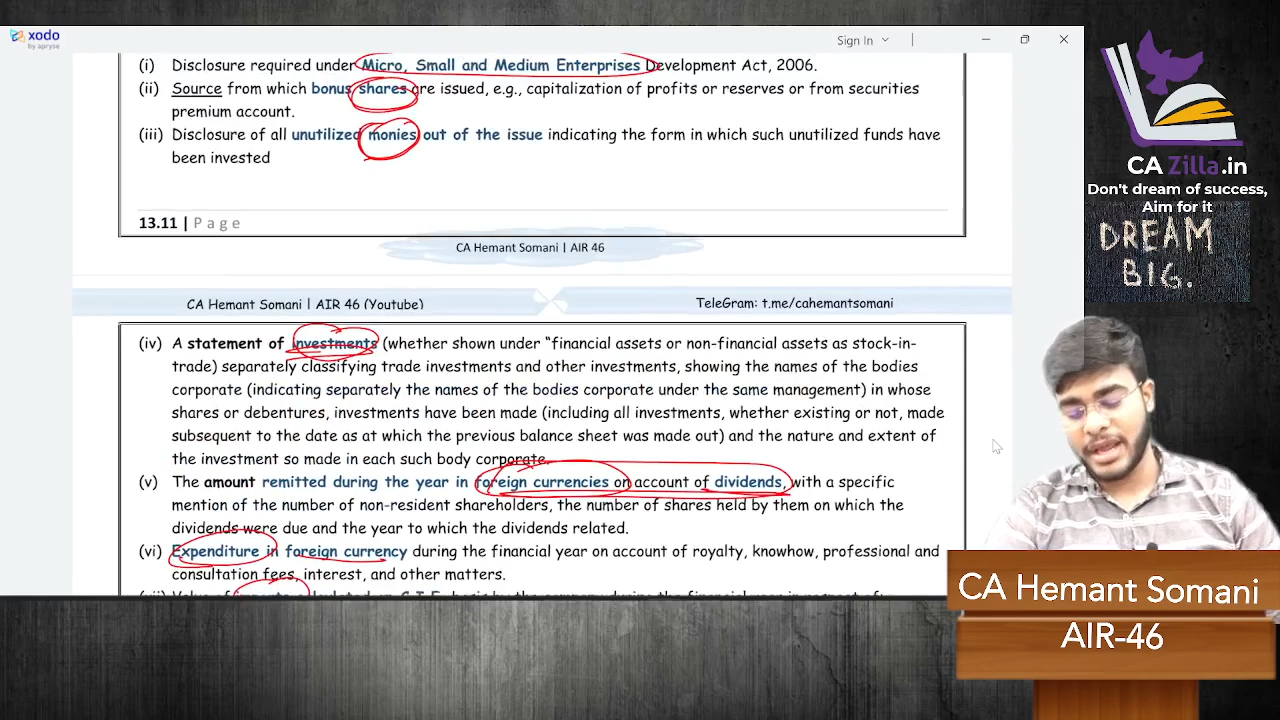 xodo
by apryse
Sign In
(i) Disclosure required under Micro, Small and Medium Enterprises Development Act, 2006.
(ii) Source from which bonus shares are issued, e.g., capitalization of profits or reserves or from securities
premium account.
(iii) Disclosure of all unutilized monies out of the issue indicating the form in which such unutilized funds have
been invested
13.11 | Page
CA Hemant Somani | AIR 46
CA Hemant Somani | AIR 46 (Youtube)
TeleGram: t.me/cahemantsomani
(iv) A statement of investments (whether shown under "financial assets or non-financial assets as stock-in-
trade) separately classifying trade investments and other investments, showing the names of the bodies
corporate (indicating separately the names of the bodies corporate under the same management) in whose
shares or debentures, investments have been made (including all investments, whether existing or not, made
subsequent to the date as at which the previous balance sheet was made out) and the nature and extent of
the investment so made in each such body corporate.
(v) The amount remitted during the year in foreign currencies on account of dividends, with a specific
mention of the number of non-resident shareholders, the number of shares held by them on which the
dividends were due and the year to which the dividends related.
(vi) Expenditure in foreign currency during the financial year on account of royalty, knowhow, professional and
consultation fees, interest, and other matters.
CA Zilla.in
Don't dream of success,
Aim for it
DREAM
BIG.
CA Hemant Somani
AIR-46